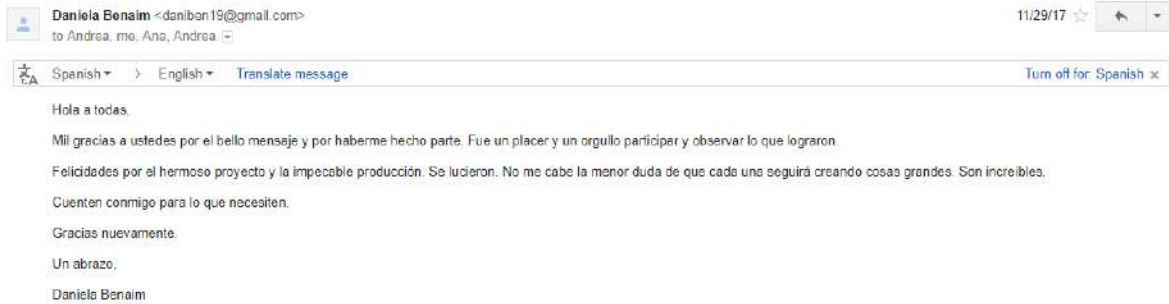 Daniela Benaim <daniben19@gmail.com> 11/29/17
to Andrea, me, Ana, Andrea
Spanish > English Translate message Turn off for: Spanish x
Hola a todas,
Mil gracias a ustedes por el bello mensaje y por haberme hecho parte. Fue un placer y un orgullo participar y observar lo que lograron.
Felicidades por el hermoso proyecto y la impecable producción. Se lucieron. No me cabe la menor duda de que cada una seguirá creando cosas grandes. Son increíbles.
Cuenten conmigo para lo que necesiten.
Gracias nuevamente.
Un abrazo,
Daniela Benaim